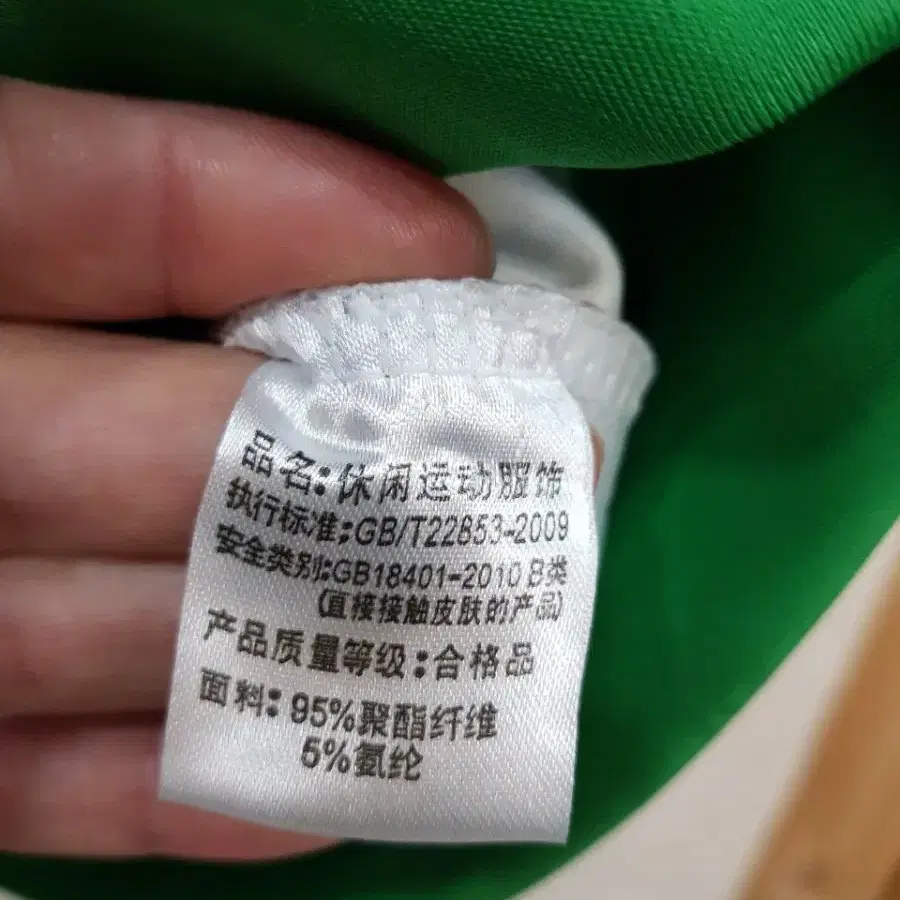 品名:休闲运动服饰
执行标准:GB/T22853-2009
安全类别:GB18401-2010 B类
(直接接触皮肤的产品)
产品质量等级:合格品
面料:95%聚酯纤维
5%氨纶